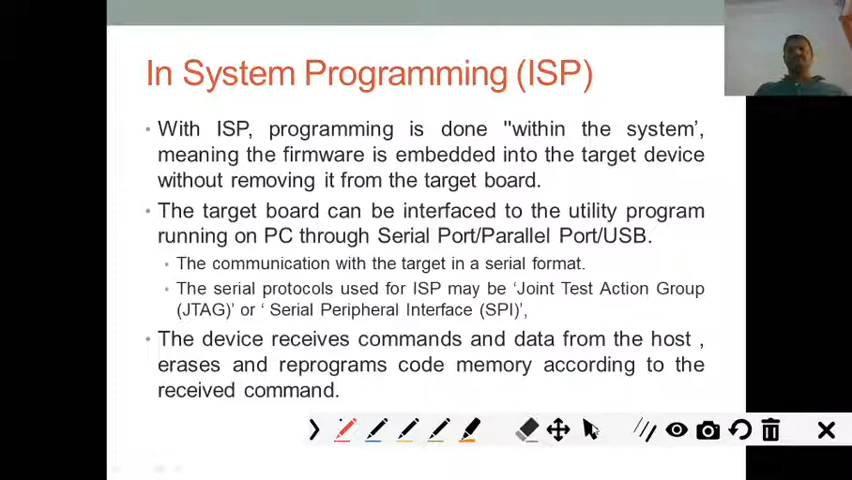 In System Programming (ISP)
• With ISP, programming is done "within the system',
meaning the firmware is embedded into the target device
without removing it from the target board.
• The target board can be interfaced to the utility program
running on PC through Serial Port/Parallel Port/USB.
• The communication with the target in a serial format.
• The serial protocols used for ISP may be 'Joint Test Action Group
(JTAG)' or ' Serial Peripheral Interface (SPI)',
• The device receives commands and data from the host ,
erases and reprograms code memory according to the
received command.